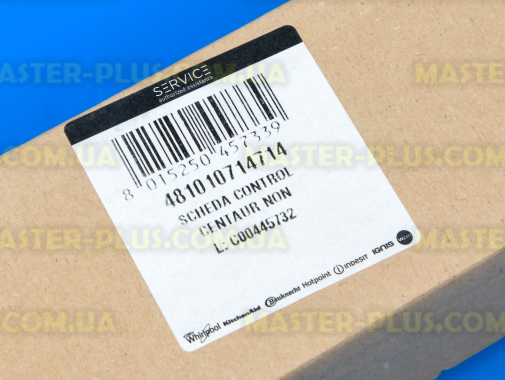 SERVICE
authorized assistance
8 015250 457339
481010714714
SCHEDA CONTROL
CENTAUR NON
L. C00445732
Whirlpool KitchenAid Bauknecht Hotpoint INDESIT IGNIS
MASTER-PLUS.COM.UA